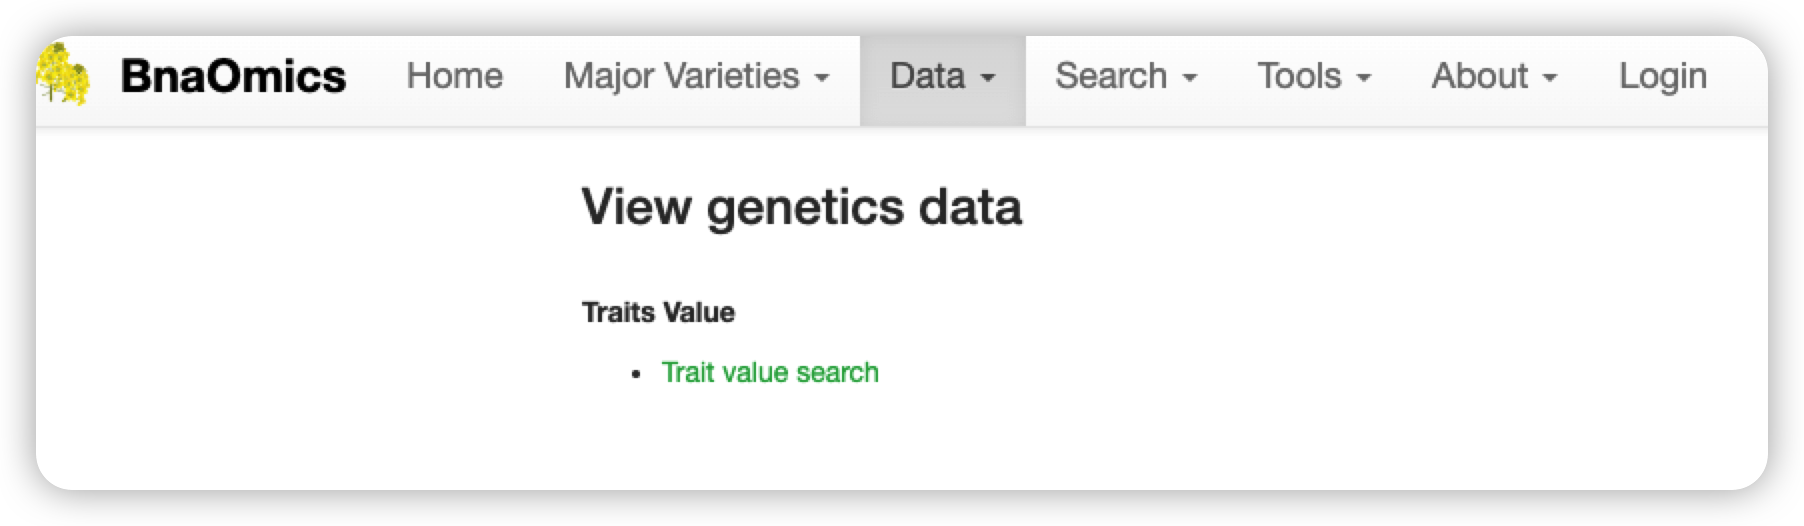 BnaOmics Home Major Varieties Data Search Tools About Login
View genetics data
Traits Value
• Trait value search